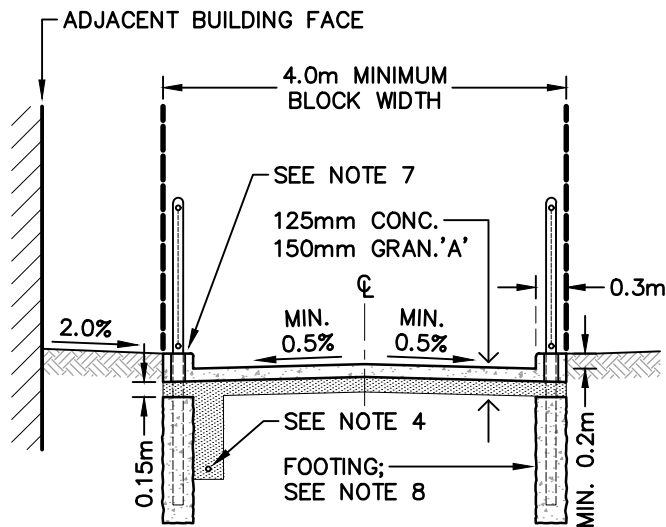 ADJACENT BUILDING FACE
4.0m MINIMUM
BLOCK WIDTH
SEE NOTE 7
125mm CONC.
150mm GRAN.'A'
℄
0.3m
2.0%
MIN.
0.5%
MIN.
0.5%
SEE NOTE 4
0.15m
FOOTING;
SEE NOTE 8
MIN. 0.2m